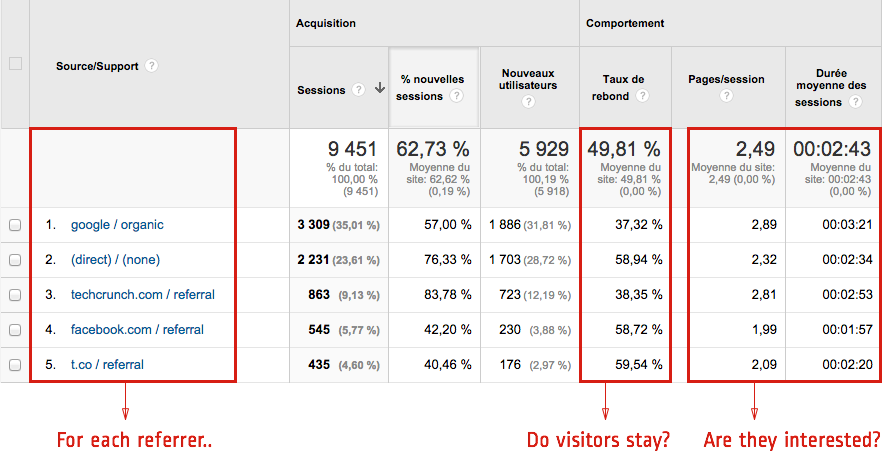 Acquisition
Comportement
Source/Support ?
Sessions ?
% nouvelles
sessions ?
Nouveaux
utilisateurs
?
Taux de
rebond ?
Pages/session
?
Durée
moyenne des
sessions ?
9 451
% du total:
100,00 %
(9 451)
62,73 %
Moyenne du
site: 62,62 %
(0,19 %)
5 929
% du total:
100,19 %
(5 918)
49,81 %
Moyenne du
site: 49,81 %
(0,00 %)
2,49
Moyenne du site:
2,49 (0,00 %)
00:02:43
Moyenne du
site: 00:02:43
(0,00 %)
1. google / organic 3 309 (35,01 %) 57,00 % 1 886 (31,81 %) 37,32 % 2,89 00:03:21
2. (direct) / (none) 2 231 (23,61 %) 76,33 % 1 703 (28,72 %) 58,94 % 2,32 00:02:34
3. techcrunch.com / referral 863 (9,13 %) 83,78 % 723 (12,19 %) 38,35 % 2,81 00:02:53
4. facebook.com / referral 545 (5,77 %) 42,20 % 230 (3,88 %) 58,72 % 1,99 00:01:57
5. t.co / referral 435 (4,60 %) 40,46 % 176 (2,97 %) 59,54 % 2,09 00:02:20
For each referrer.. Do visitors stay? Are they interested?